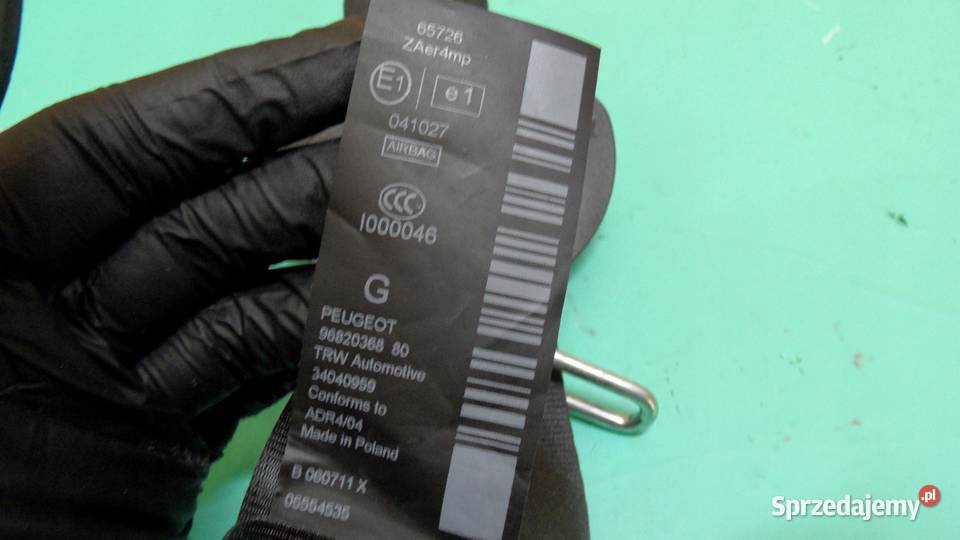 65726
ZAer4mp
E1 e1
041027
AIRBAG
CCC
I000046
G
PEUGEOT
96820368 80
TRW Automotive
34040959
Conforms to
ADR4/04
Made in Poland
B 060711 X
05554535
Sprzedajemy.pl